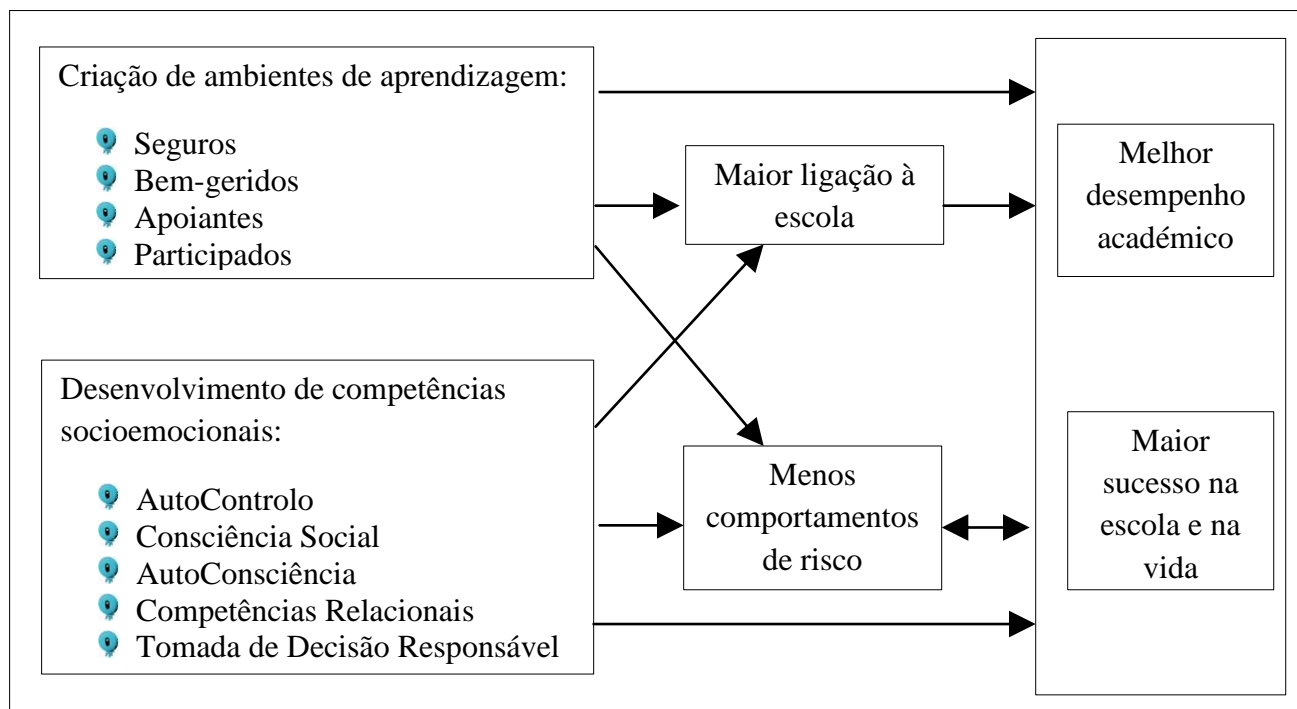 Criação de ambientes de aprendizagem:
Seguros
Bem-geridos
Apoiantes
Participados
Desenvolvimento de competências
socioemocionais:
AutoControlo
Consciência Social
AutoConsciência
Competências Relacionais
Tomada de Decisão Responsável
Maior ligação à
escola
Menos
comportamentos
de risco
Melhor
desempenho
académico
Maior
sucesso na
escola e na
vida